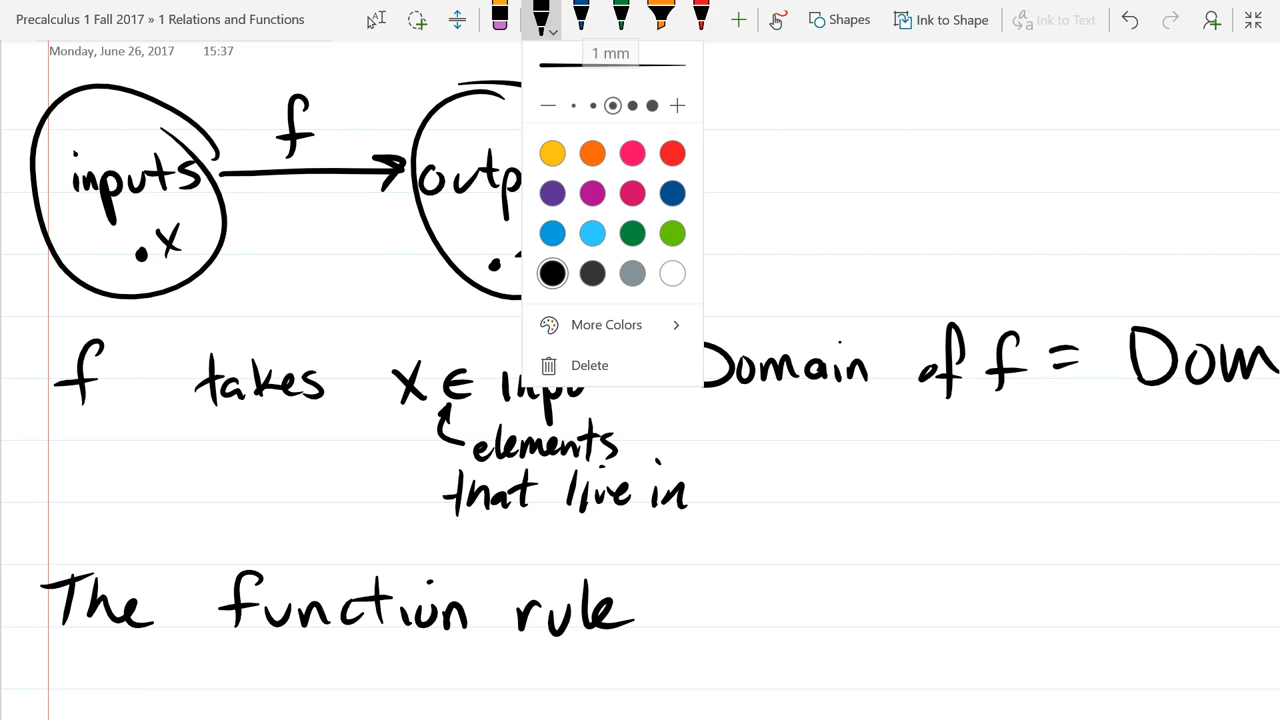 Precalculus 1 Fall 2017 » 1 Relations and Functions
Shapes
Ink to Shape
Ink to Text
Monday, June 26, 2017 15:37
1 mm
f
inputs
outp
x
More Colors
Delete
f takes x ∈ inpu Domain of f = Dom
elements
that live in
The function rule